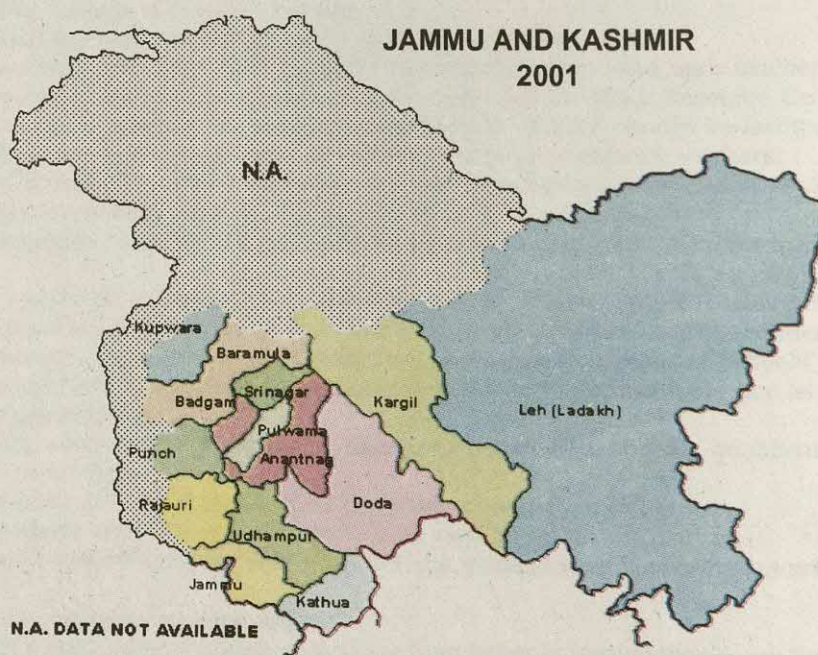 JAMMU AND KASHMIR
2001
N.A.
Kupwara
Baramula
Srinagar
Badgam
Kargil
Leh (Ladakh)
Pulwama
Punch
Anantnag
Rajauri
Doda
Udhampur
Jammu
Kathua
N.A. DATA NOT AVAILABLE